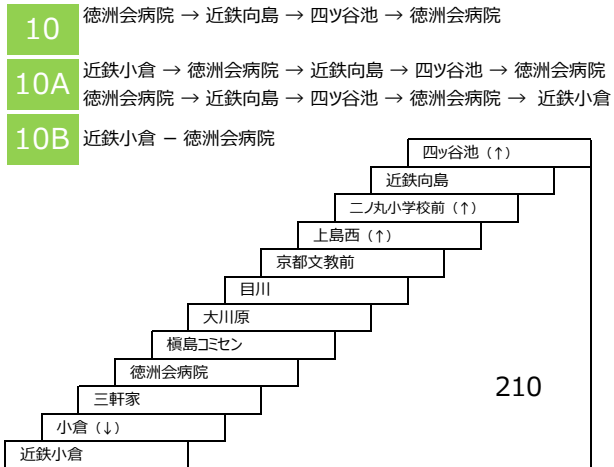 10
徳洲会病院 → 近鉄向島 → 四ツ谷池 → 徳洲会病院
10A
近鉄小倉 → 徳洲会病院 → 近鉄向島 → 四ツ谷池 → 徳洲会病院
徳洲会病院 → 近鉄向島 → 四ツ谷池 → 徳洲会病院 → 近鉄小倉
10B
近鉄小倉 − 徳洲会病院
四ッ谷池（↑）
近鉄向島
二ノ丸小学校前（↑）
上島西（↑）
京都文教前
目川
大川原
槇島コミセン
徳洲会病院
210
三軒家
小倉（↓）
近鉄小倉